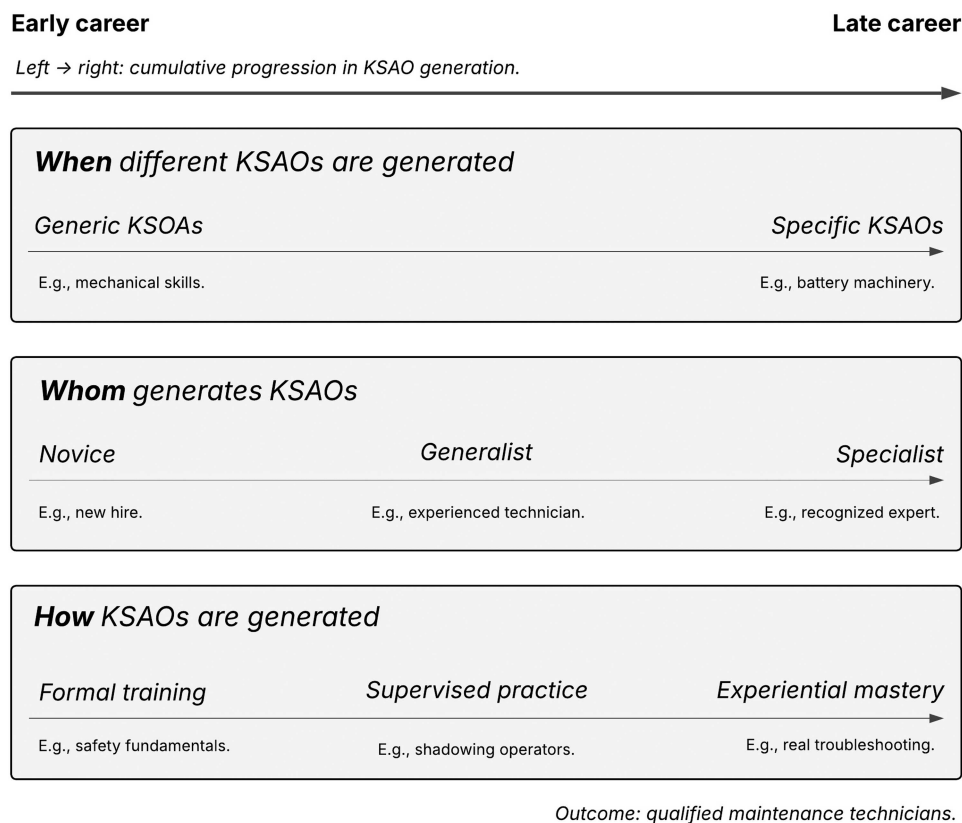 Early career
Late career
Left → right: cumulative progression in KSAO generation.
When different KSAOs are generated
Generic KSOAs
Specific KSAOs
E.g., mechanical skills.
E.g., battery machinery.
Whom generates KSAOs
Novice
Generalist
Specialist
E.g., new hire.
E.g., experienced technician.
E.g., recognized expert.
How KSAOs are generated
Formal training
Supervised practice
Experiential mastery
E.g., safety fundamentals.
E.g., shadowing operators.
E.g., real troubleshooting.
Outcome: qualified maintenance technicians.